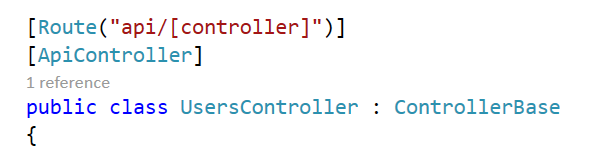 [Route("api/[controller]")]
[ApiController]
1 reference
public class UsersController : ControllerBase
{